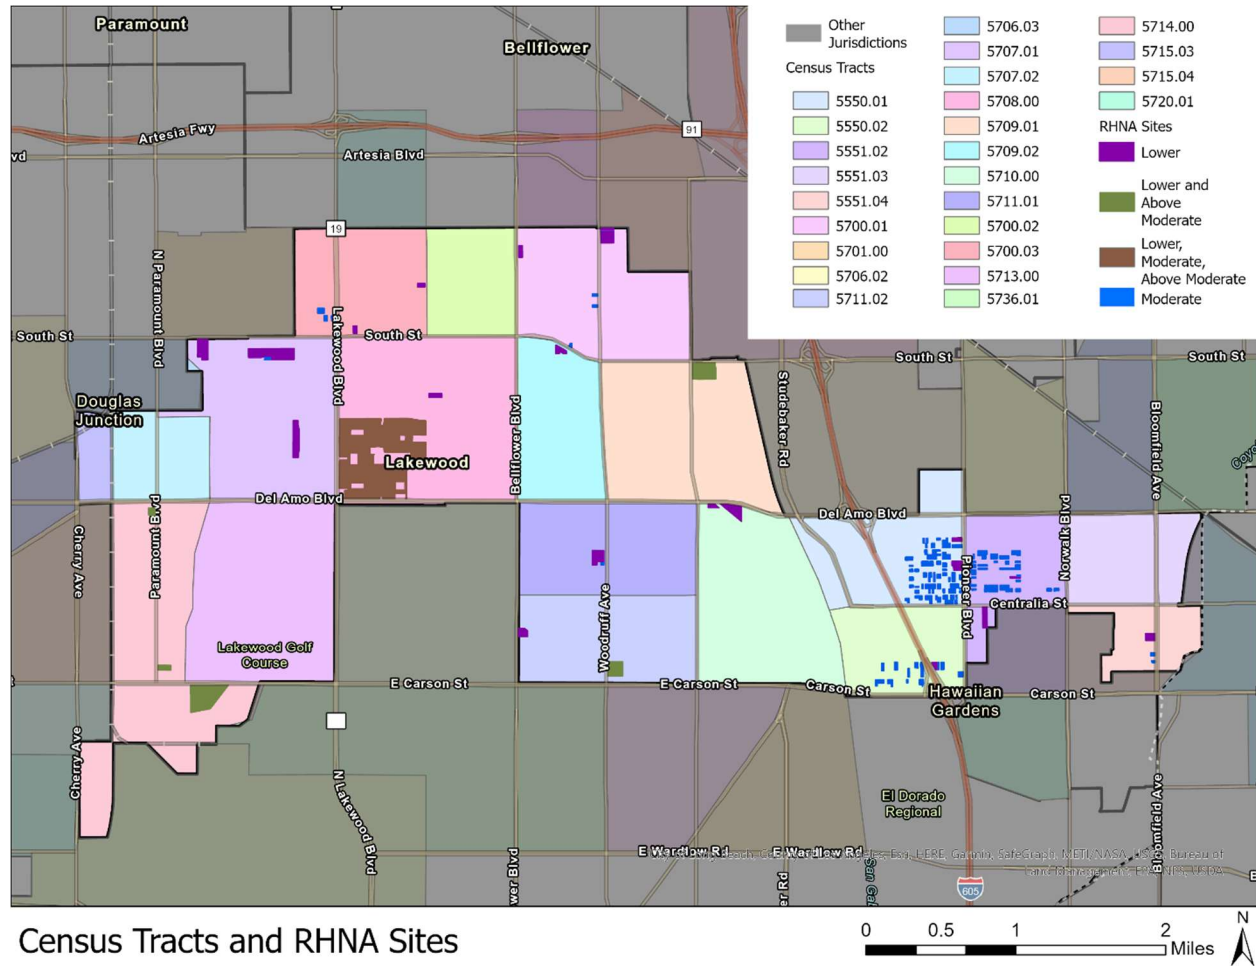 Paramount
Bellflower
Artesia Fwy
91
vd
Artesia Blvd
19
N Paramount Blvd
Lakewood Blvd
South St
South St
South St
South St
Douglas
Junction
Bellflower Blvd
Studebaker Rd
Bloomfield Ave
Lakewood
Del Amo Blvd
Del Amo Blvd
Cherry Ave
Paramount Blvd
Woodruff Ave
Pioneer Blvd
Norwalk Blvd
Centralia St
Lakewood Golf
Course
E Carson St
E Carson St
Carson St
Hawaiian
Gardens
Carson St
Cherry Ave
N Lakewood Blvd
El Dorado
Regional
E Wardlow Rd
E Wardlow Rd
wer Blvd
er Rd
San Gab
Bloomfield Ave
605
Other
Jurisdictions
Census Tracts
5550.01
5550.02
5551.02
5551.03
5551.04
5700.01
5701.00
5706.02
5711.02
5706.03
5707.01
5707.02
5708.00
5709.01
5709.02
5710.00
5711.01
5700.02
5700.03
5713.00
5736.01
5714.00
5715.03
5715.04
5720.01
RHNA Sites
Lower
Lower and
Above
Moderate
Lower,
Moderate,
Above Moderate
Moderate
Census Tracts and RHNA Sites
0 0.5 1 2
Miles
N